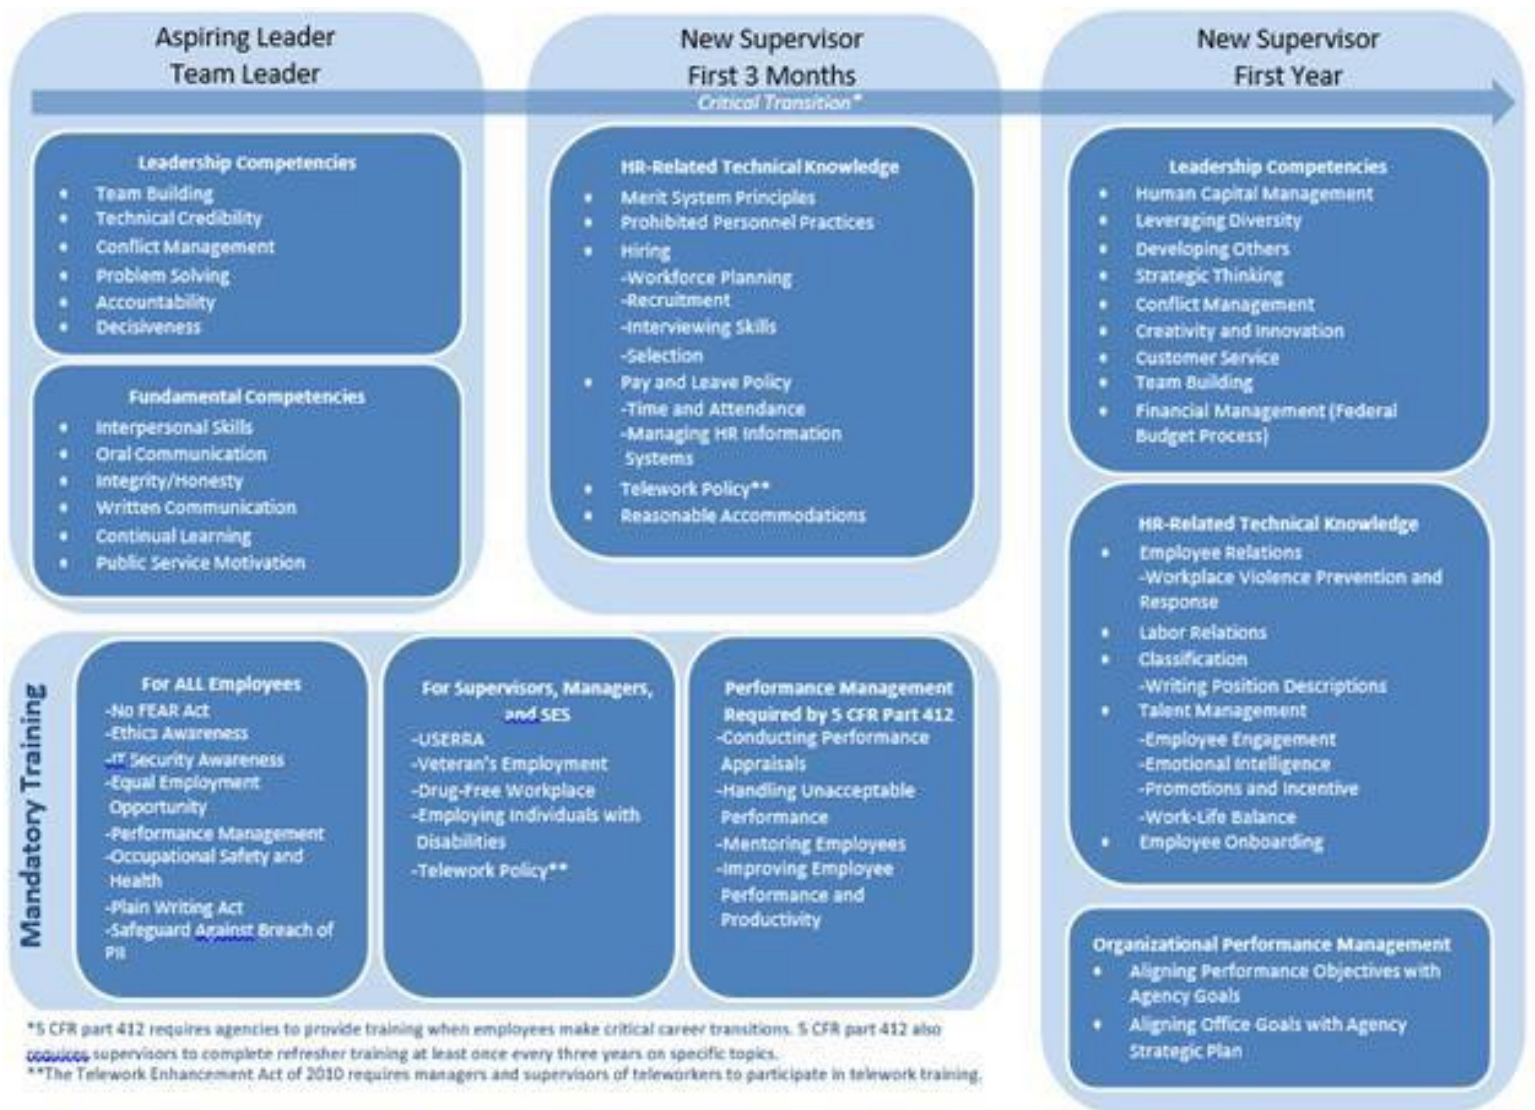 Aspiring Leader
Team Leader
New Supervisor
First 3 Months
New Supervisor
First Year
Critical Transition*
Leadership Competencies
• Team Building
• Technical Credibility
• Conflict Management
• Problem Solving
• Accountability
• Decisiveness
Fundamental Competencies
• Interpersonal Skills
• Oral Communication
• Integrity/Honesty
• Written Communication
• Continual Learning
• Public Service Motivation
HR-Related Technical Knowledge
• Merit System Principles
• Prohibited Personnel Practices
• Hiring
-Workforce Planning
-Recruitment
-Interviewing Skills
-Selection
• Pay and Leave Policy
-Time and Attendance
-Managing HR Information
Systems
• Telework Policy**
• Reasonable Accommodations
Leadership Competencies
• Human Capital Management
• Leveraging Diversity
• Developing Others
• Strategic Thinking
• Conflict Management
• Creativity and Innovation
• Customer Service
• Team Building
• Financial Management (Federal
Budget Process)
HR-Related Technical Knowledge
• Employee Relations
-Workplace Violence Prevention and
Response
• Labor Relations
• Classification
-Writing Position Descriptions
• Talent Management
-Employee Engagement
-Emotional Intelligence
-Promotions and Incentive
-Work-Life Balance
• Employee Onboarding
Organizational Performance Management
• Aligning Performance Objectives with
Agency Goals
• Aligning Office Goals with Agency
Strategic Plan
Mandatory Training
For ALL Employees
-No FEAR Act
-Ethics Awareness
-IT Security Awareness
-Equal Employment
Opportunity
-Performance Management
-Occupational Safety and
Health
-Plain Writing Act
-Safeguard Against Breach of
PII
For Supervisors, Managers,
and SES
-USERRA
-Veteran's Employment
-Drug-Free Workplace
-Employing Individuals with
Disabilities
-Telework Policy**
Performance Management
Required by 5 CFR Part 412
-Conducting Performance
Appraisals
-Handling Unacceptable
Performance
-Mentoring Employees
-Improving Employee
Performance and
Productivity
*5 CFR part 412 requires agencies to provide training when employees make critical career transitions. 5 CFR part 412 also
requires supervisors to complete refresher training at least once every three years on specific topics.
**The Telework Enhancement Act of 2010 requires managers and supervisors of teleworkers to participate in telework training.